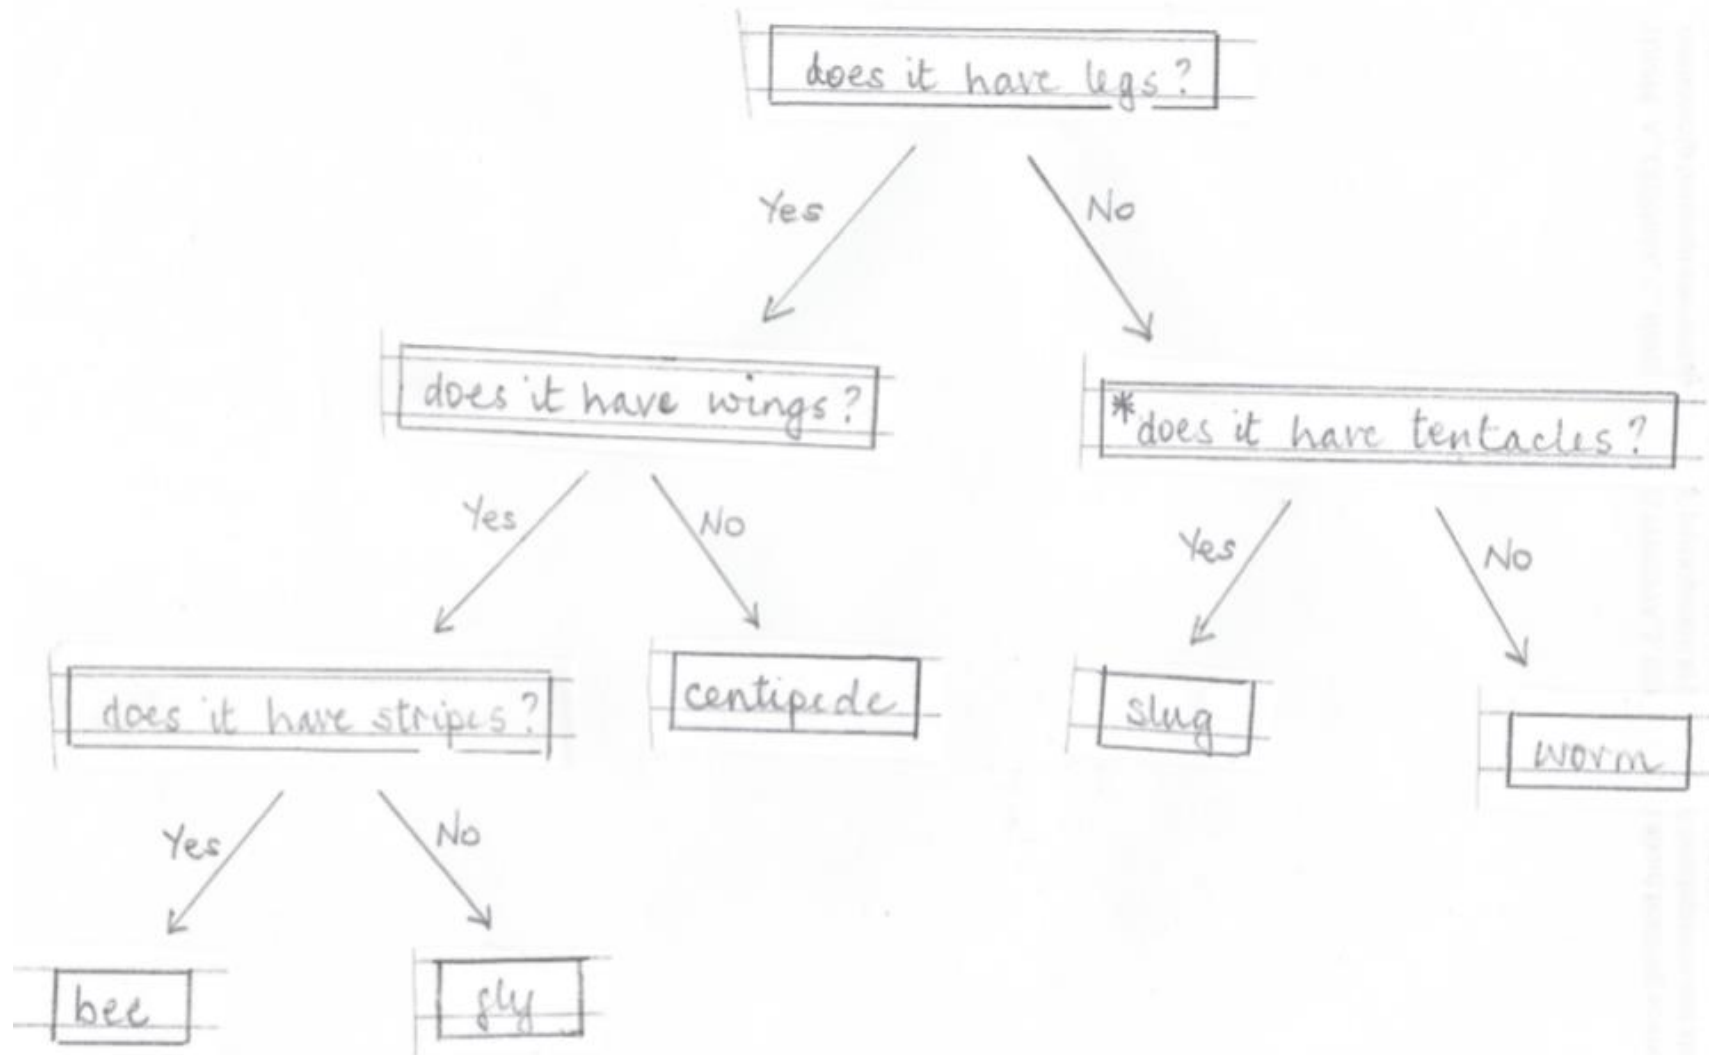 does it have legs?
Yes
No
does it have wings?
*does it have tentacles?
Yes
No
Yes
No
does it have stripes?
centipede
slug
worm
Yes
No
bee
fly